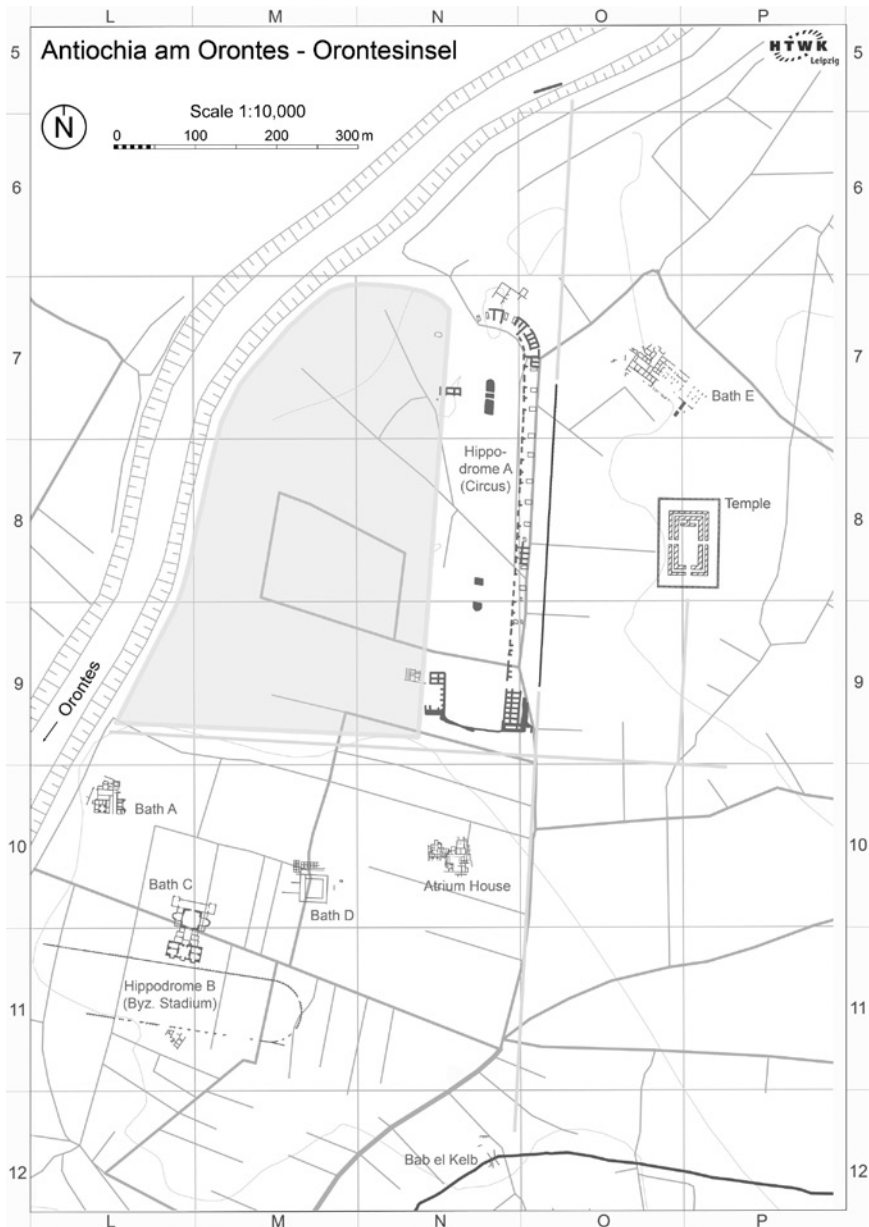 L M N O P
5 5
Antiochia am Orontes - Orontesinsel
HTWK
Leipzig
Scale 1:10,000
N
0 100 200 300 m
6 6
7 7
Bath E
Hippo-
drome A
(Circus)
Temple
8 8
9 9
Orontes
Bath A
10 10
Bath C
Atrium House
Bath D
Hippodrome B
(Byz. Stadium)
11 11
Bab el Kelb
12 12
L M N O P